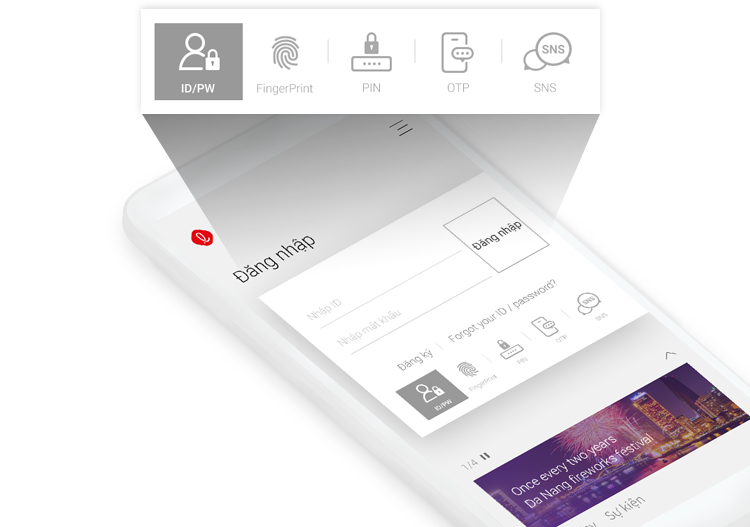 ID/PW
FingerPrint
PIN
OTP
SNS
SNS
Đăng nhập
Nhập ID
Nhập mật khẩu
Đăng nhập
Đăng ký
Forgot your ID / password?
ID/PW
FingerPrint
PIN
OTP
SNS
SNS
1/4
Once every two years
Da Nang fireworks festival
Sự kiện